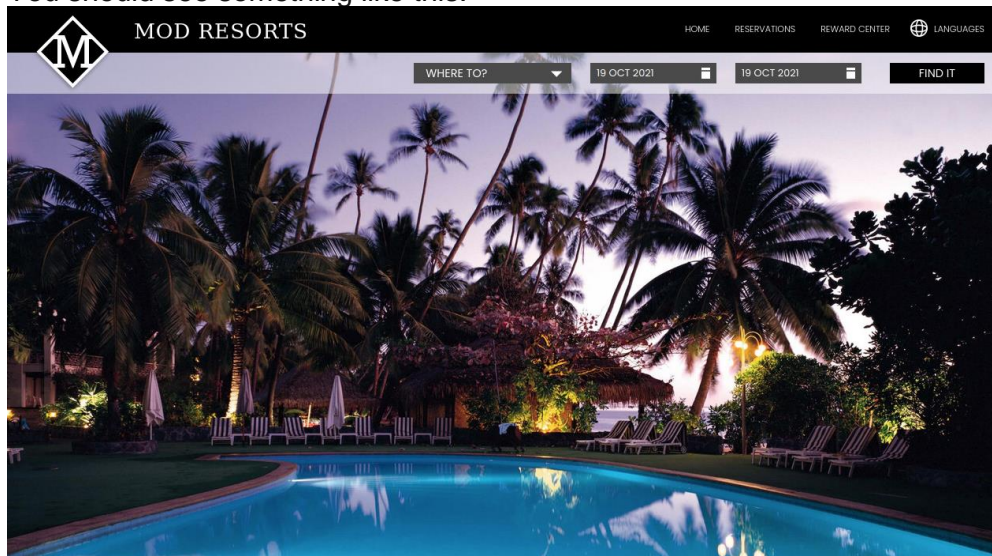 You should see something like this:
M
MOD RESORTS
HOME RESERVATIONS REWARD CENTER LANGUAGES
WHERE TO? 19 OCT 2021 19 OCT 2021 FIND IT